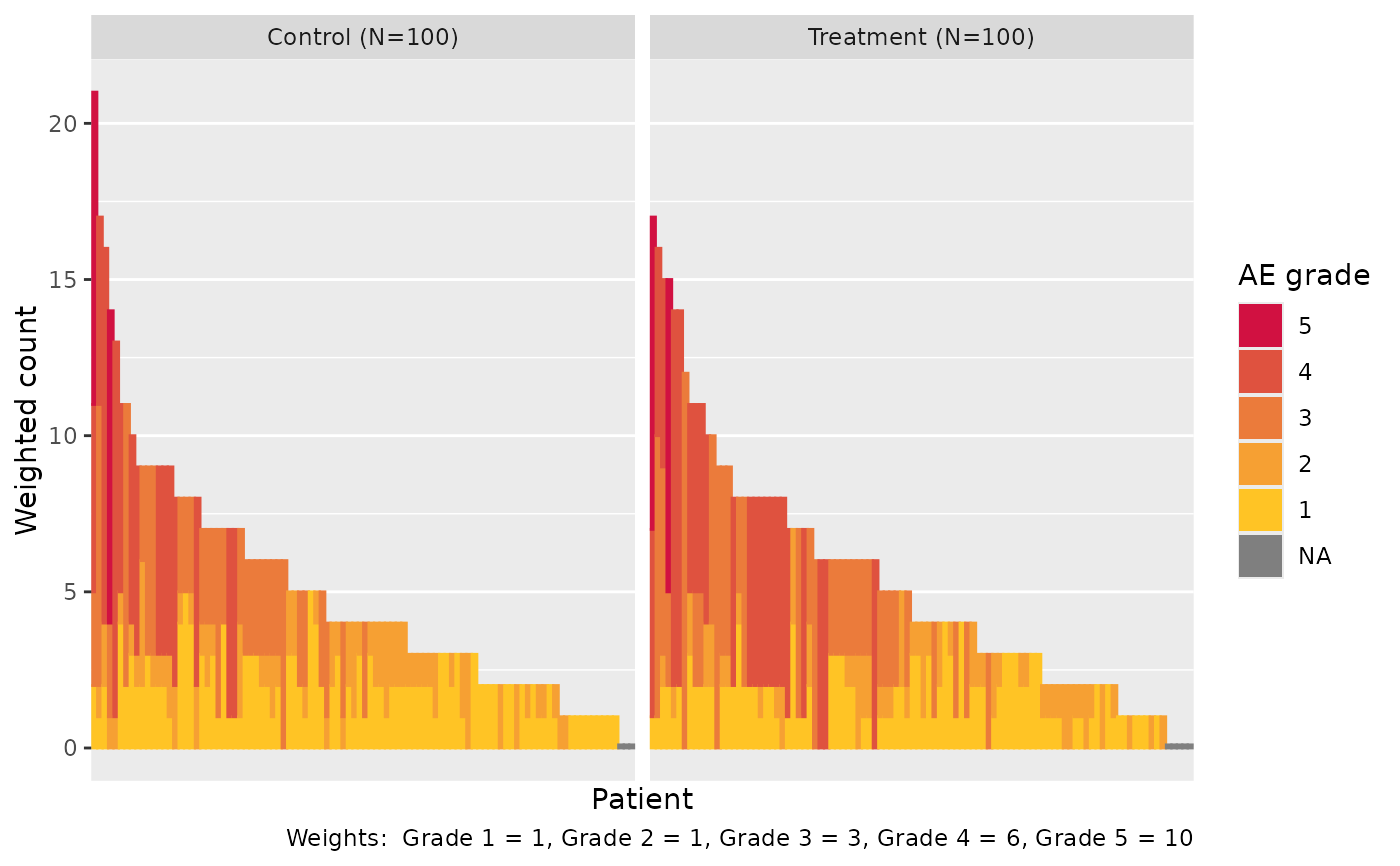 Control (N=100)
Treatment (N=100)
20
15
10
5
0
Weighted count
Patient
Weights:  Grade 1 = 1, Grade 2 = 1, Grade 3 = 3, Grade 4 = 6, Grade 5 = 10
AE grade
5
4
3
2
1
NA